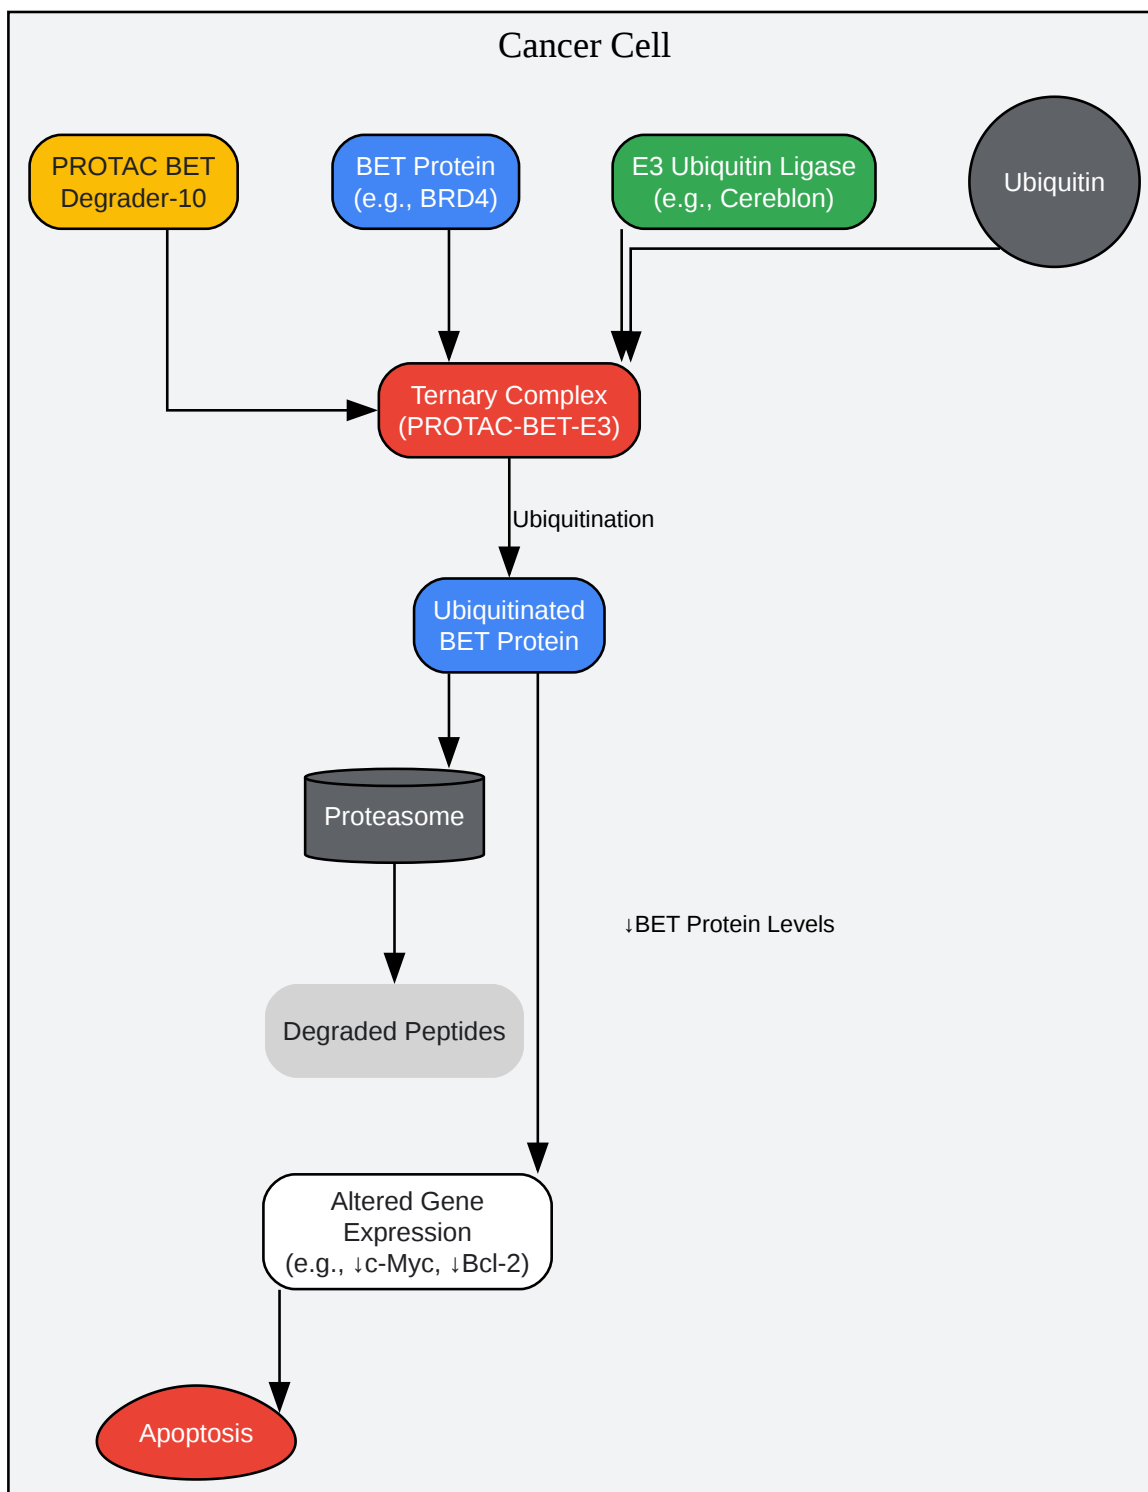 Cancer Cell
PROTAC BET
Degrader-10
BET Protein
(e.g., BRD4)
E3 Ubiquitin Ligase
(e.g., Cereblon)
Ubiquitin
Ternary Complex
(PROTAC-BET-E3)
Ubiquitination
Ubiquitinated
BET Protein
Proteasome
↓BET Protein Levels
Degraded Peptides
Altered Gene
Expression
(e.g., ↓c-Myc, ↓Bcl-2)
Apoptosis